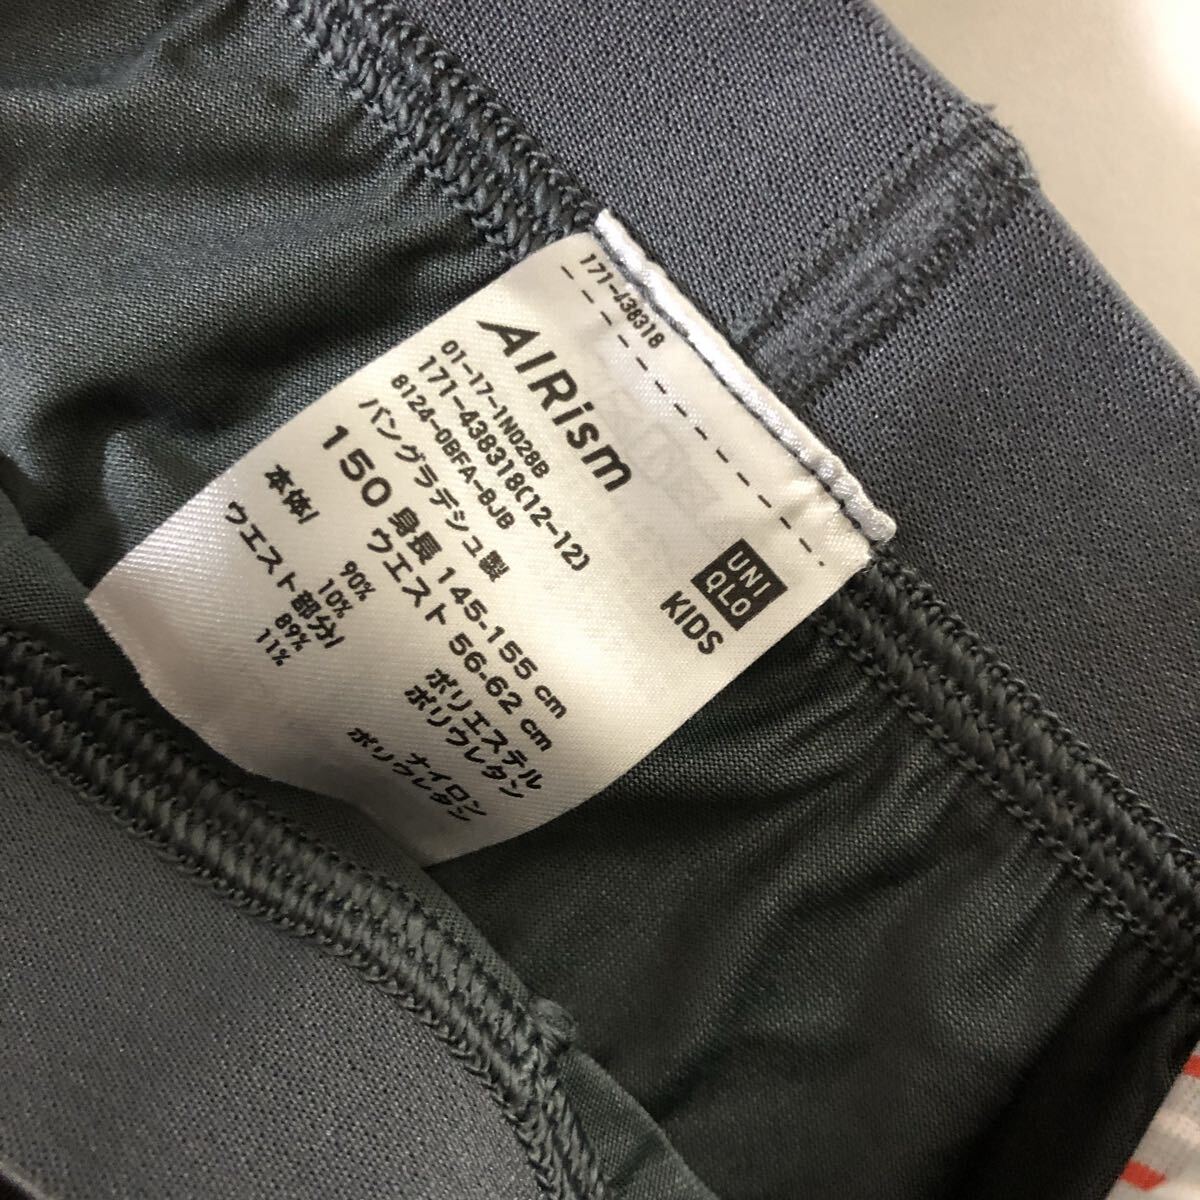 171-438318
AIRism
UNI
QLO
KIDS
01-17-1N028B
171-438318(12-12)
8124-0BFA-BJB
バングラデシュ製
150 身長 145-155 cm
ウエスト 56-62 cm
本体/
90% ポリエステル
10% ポリウレタン
ウエスト部分/
89% ナイロン
11% ポリウレタン